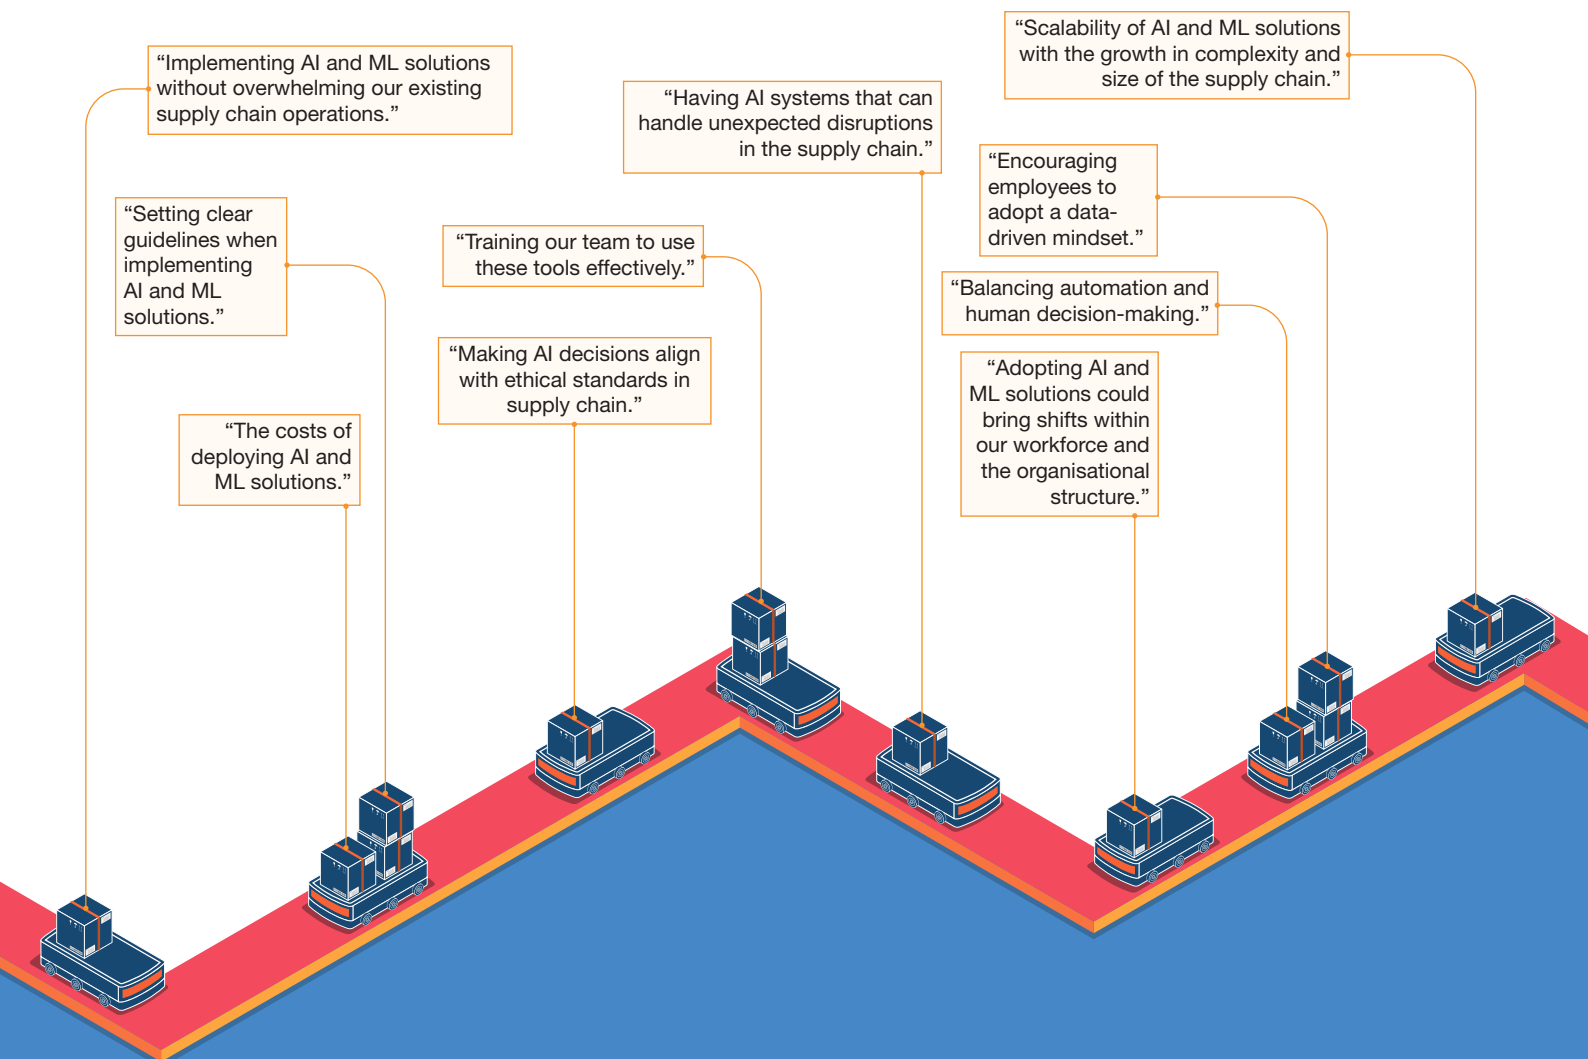 “Implementing AI and ML solutions
without overwhelming our existing
supply chain operations.”
“Setting clear
guidelines when
implementing
AI and ML
solutions.”
“The costs of
deploying AI and
ML solutions.”
“Training our team to use
these tools effectively.”
“Making AI decisions align
with ethical standards in
supply chain.”
“Having AI systems that can
handle unexpected disruptions
in the supply chain.”
“Scalability of AI and ML solutions
with the growth in complexity and
size of the supply chain.”
“Encouraging
employees to
adopt a data-
driven mindset.”
“Balancing automation and
human decision-making.”
“Adopting AI and
ML solutions could
bring shifts within
our workforce and
the organisational
structure.”